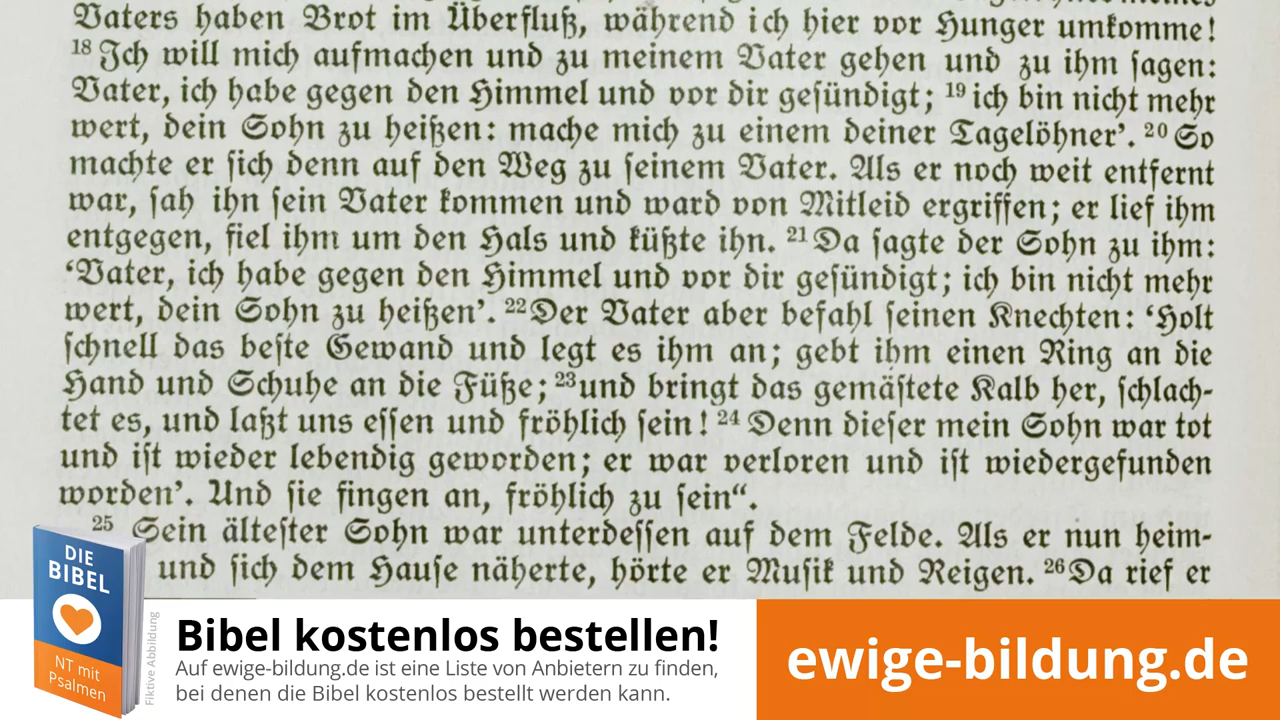 Vaters haben Brot im Überfluß, während ich hier vor Hunger umkomme!
18 Ich will mich aufmachen und zu meinem Vater gehen und zu ihm sagen:
Vater, ich habe gegen den Himmel und vor dir gesündigt; 19 ich bin nicht mehr
wert, dein Sohn zu heißen: mache mich zu einem deiner Tagelöhner’. 20 So
machte er sich denn auf den Weg zu seinem Vater. Als er noch weit entfernt
war, sah ihn sein Vater kommen und ward von Mitleid ergriffen; er lief ihm
entgegen, fiel ihm um den Hals und küßte ihn. 21 Da sagte der Sohn zu ihm:
‘Vater, ich habe gegen den Himmel und vor dir gesündigt; ich bin nicht mehr
wert, dein Sohn zu heißen’. 22 Der Vater aber befahl seinen Knechten: ‘Holt
schnell das beste Gewand und legt es ihm an; gebt ihm einen Ring an die
Hand und Schuhe an die Füße; 23 und bringt das gemästete Kalb her, schlach-
tet es, und laßt uns essen und fröhlich sein! 24 Denn dieser mein Sohn war tot
und ist wieder lebendig geworden; er war verloren und ist wiedergefunden
worden’. Und sie fingen an, fröhlich zu sein“.
25 Sein ältester Sohn war unterdessen auf dem Felde. Als er nun heim-
und sich dem Hause näherte, hörte er Musik und Reigen. 26 Da rief er
DIE
BIBEL
NT mit
Psalmen
Fiktive Abbildung
Bibel kostenlos bestellen!
Auf ewige-bildung.de ist eine Liste von Anbietern zu finden,
bei denen die Bibel kostenlos bestellt werden kann.
ewige-bildung.de